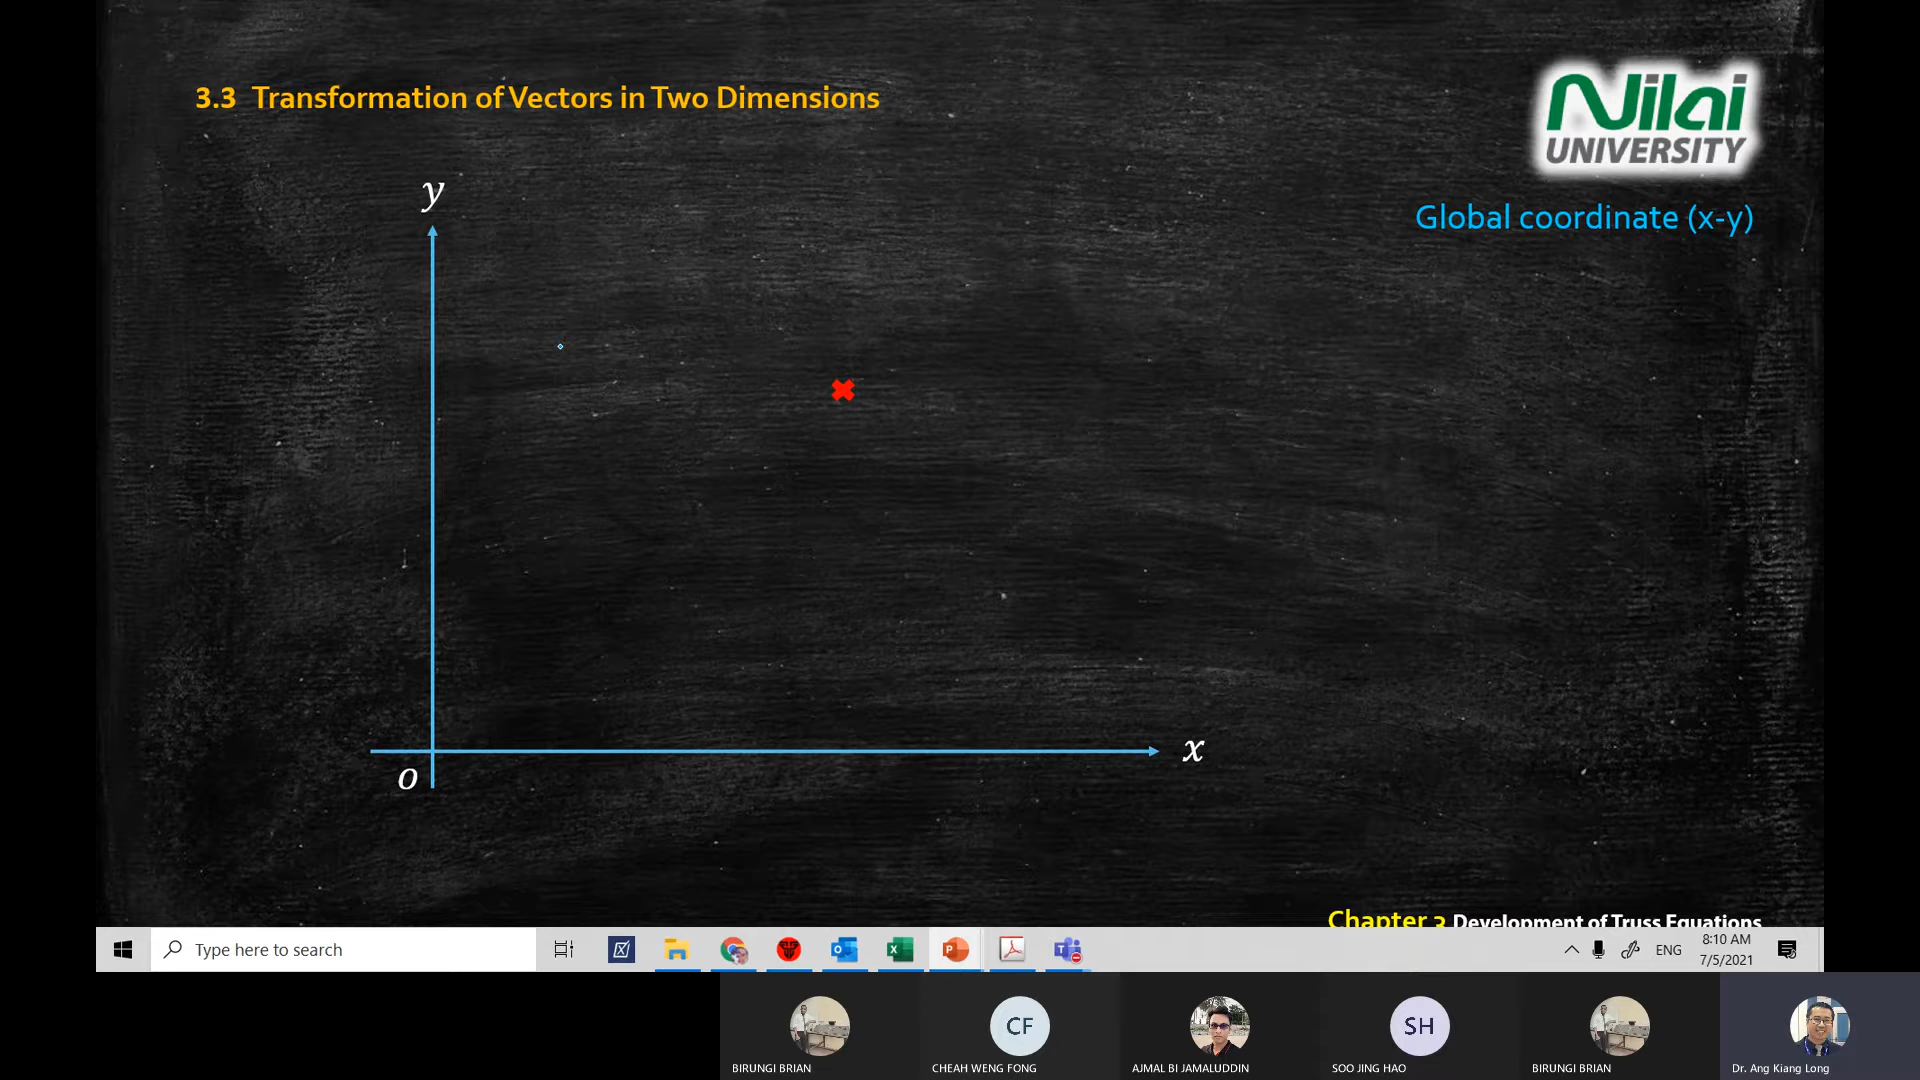 3.3 Transformation of Vectors in Two Dimensions
Nilai
UNIVERSITY
Global coordinate (x-y)
y
x
o
Chapter 3 Development of Truss Equations
Type here to search
ENG
8:10 AM
7/5/2021
CF
SH
BIRUNGI BRIAN
CHEAH WENG FONG
AJMAL BI JAMALUDDIN
SOO JING HAO
BIRUNGI BRIAN
Dr. Ang Kiang Long